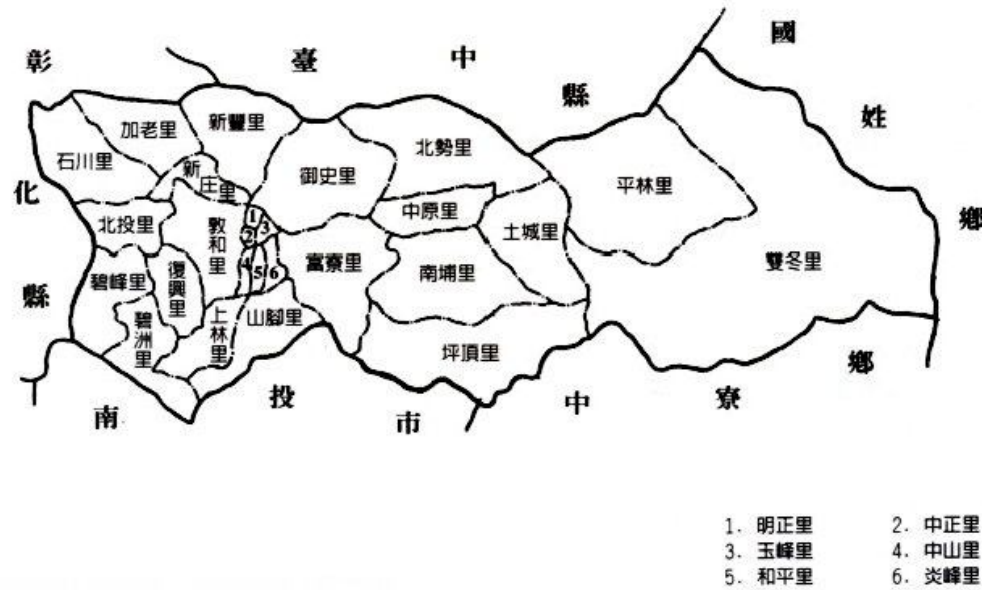 國
彰
臺
中
縣
姓
加老里
新豐里
石川里
北勢里
御史里
新庄里
平林里
化
中原里
鄉
北投里
敦和里
1
3
2
土城里
雙冬里
碧峰里
復興里
4
5
6
富寮里
南埔里
縣
碧洲里
上林里
山腳里
坪頂里
鄉
南
投
市
中
寮
1. 明正里
2. 中正里
3. 玉峰里
4. 中山里
5. 和平里
6. 炎峰里